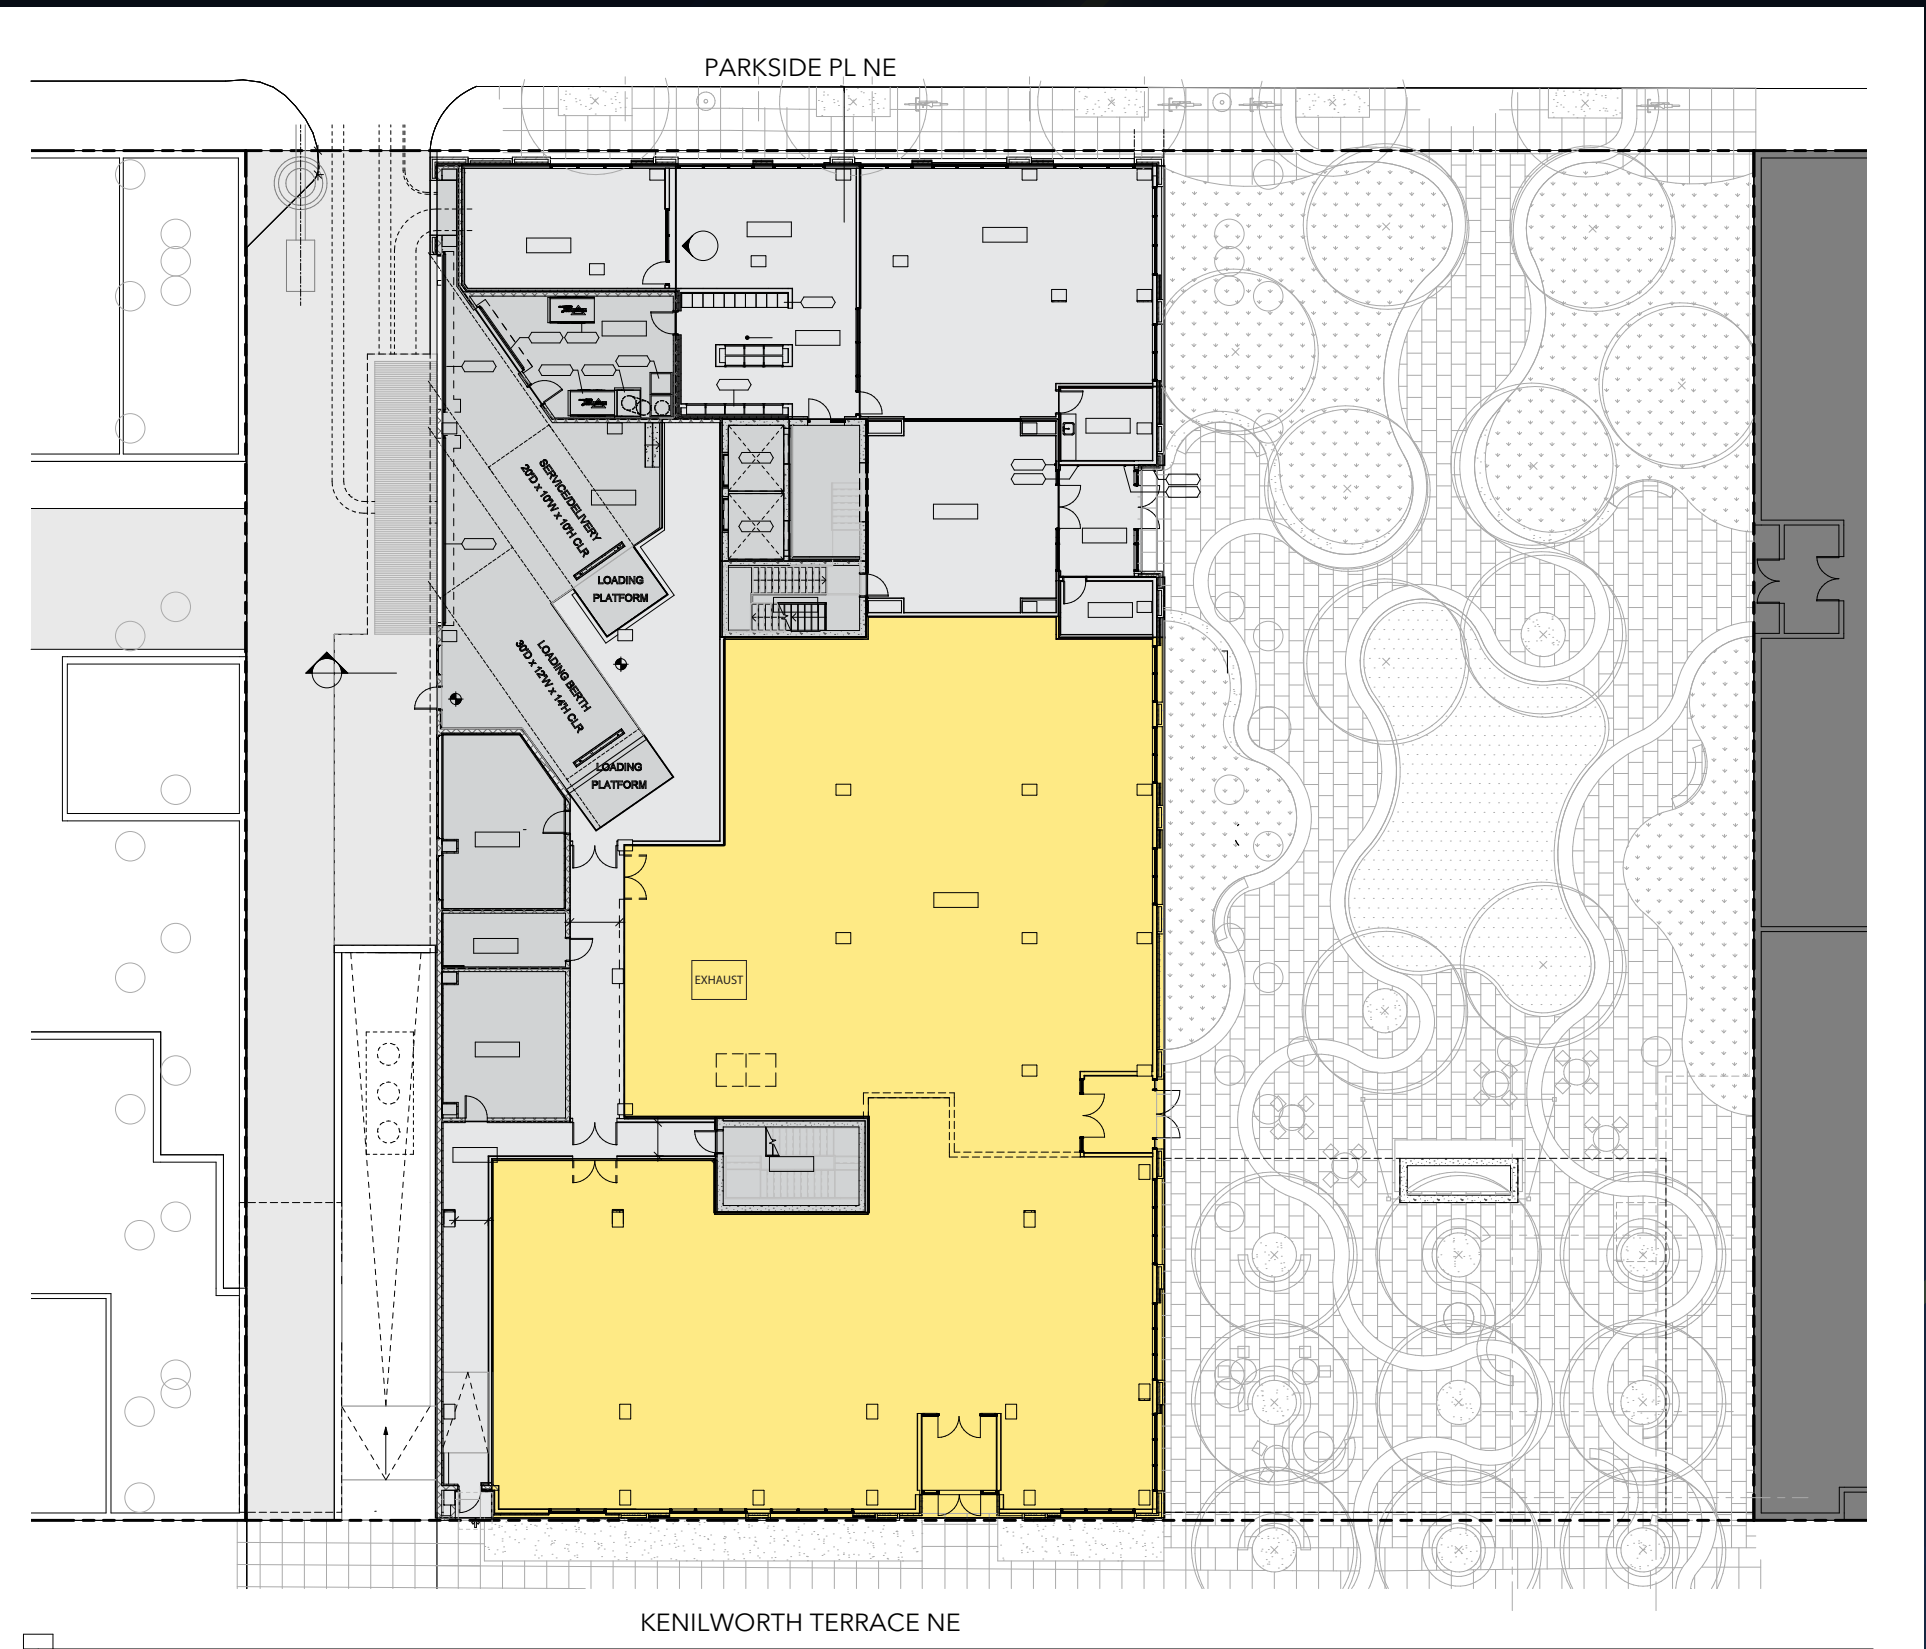 PARKSIDE PL NE
SERVICE/DELIVERY
20'D x 10'W x 10'H CLR
LOADING
PLATFORM
LOADING BERTH
30'D x 12'W x 14'H CLR
LOADING
PLATFORM
EXHAUST
KENILWORTH TERRACE NE